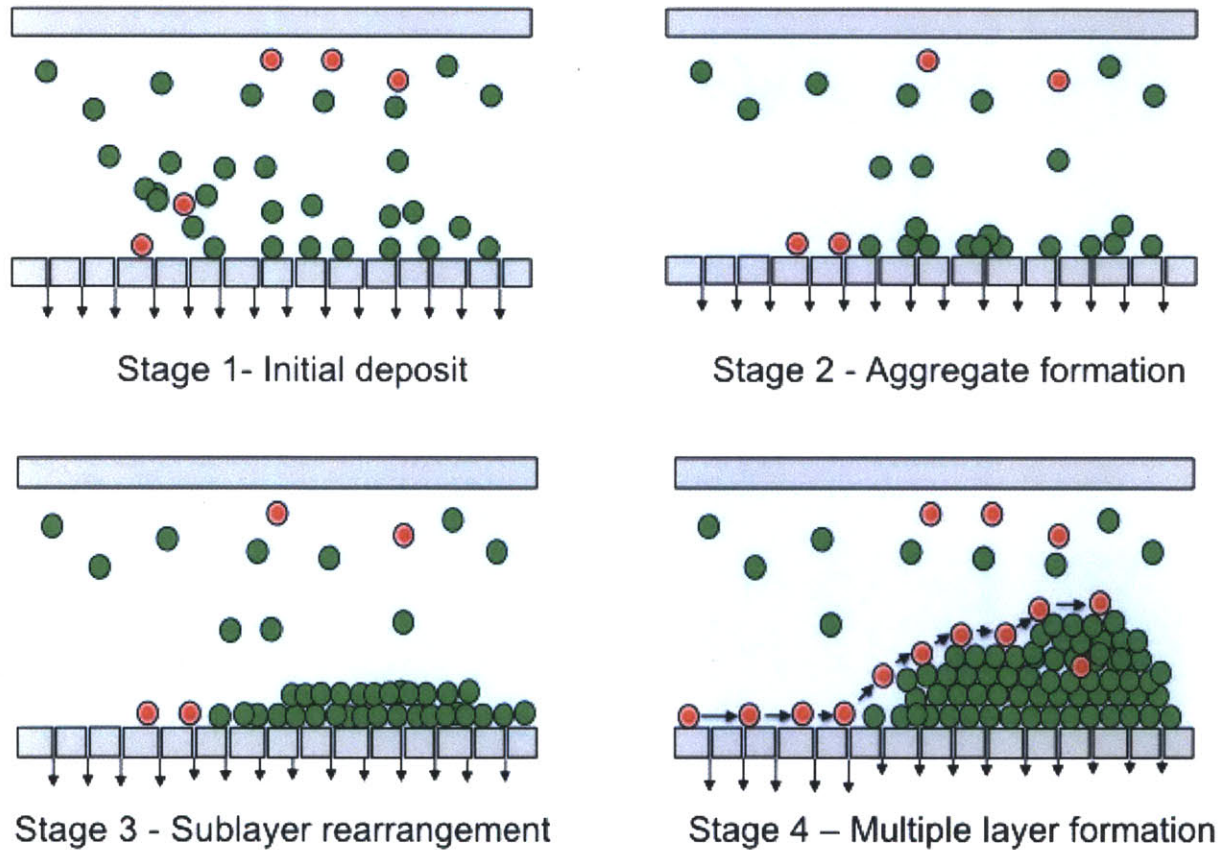 Stage 1- Initial deposit
Stage 2 - Aggregate formation
Stage 3 - Sublayer rearrangement
Stage 4 – Multiple layer formation